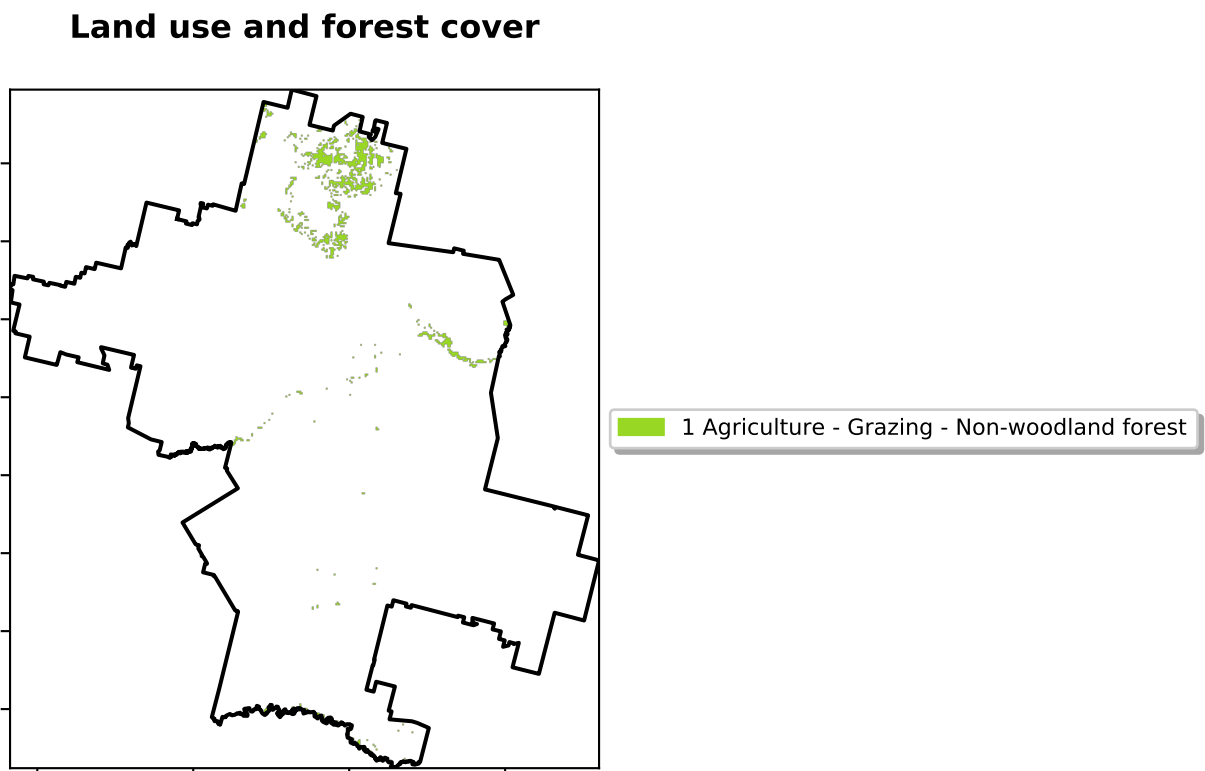 Land use and forest cover
1 Agriculture - Grazing - Non-woodland forest